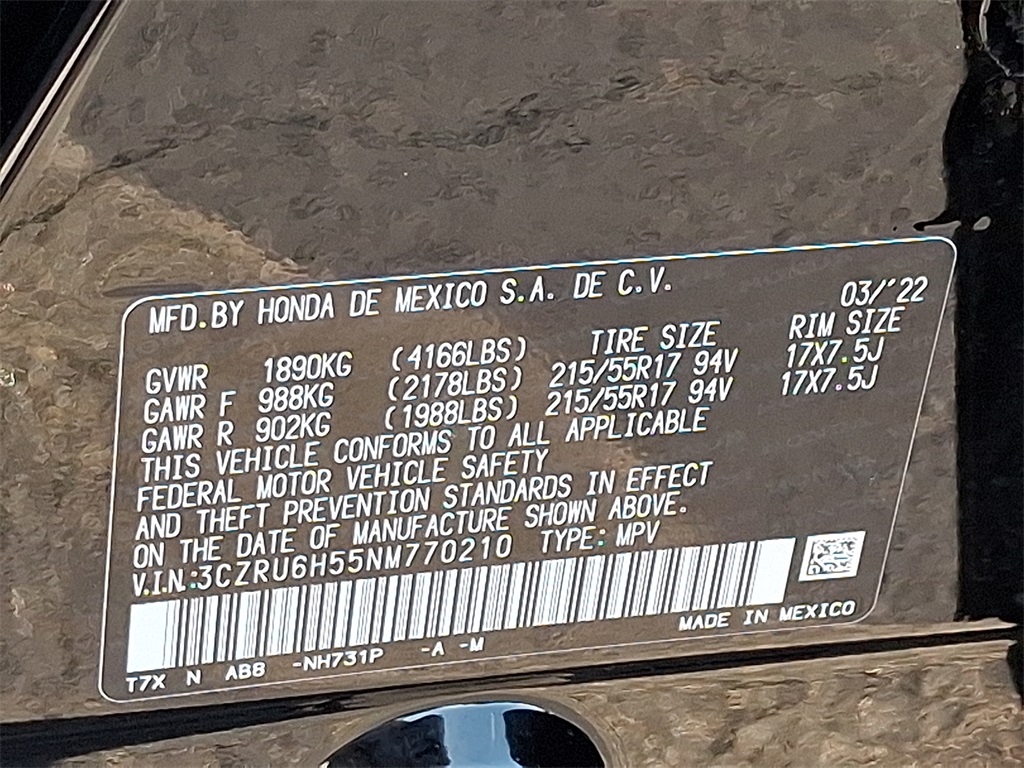 MFD.BY HONDA DE MEXICO S.A. DE C.V.
03/'22
TIRE SIZE RIM SIZE
GVWR 1890KG (4166LBS)
GAWR F 988KG (2178LBS) 215/55R17 94V 17X7.5J
GAWR R 902KG (1988LBS) 215/55R17 94V 17X7.5J
THIS VEHICLE CONFORMS TO ALL APPLICABLE
FEDERAL MOTOR VEHICLE SAFETY
AND THEFT PREVENTION STANDARDS IN EFFECT
ON THE DATE OF MANUFACTURE SHOWN ABOVE.
V.I.N.:3CZRU6H55NM770210 TYPE: MPV
MADE IN MEXICO
T7X N AB8 -NH731P -A -M